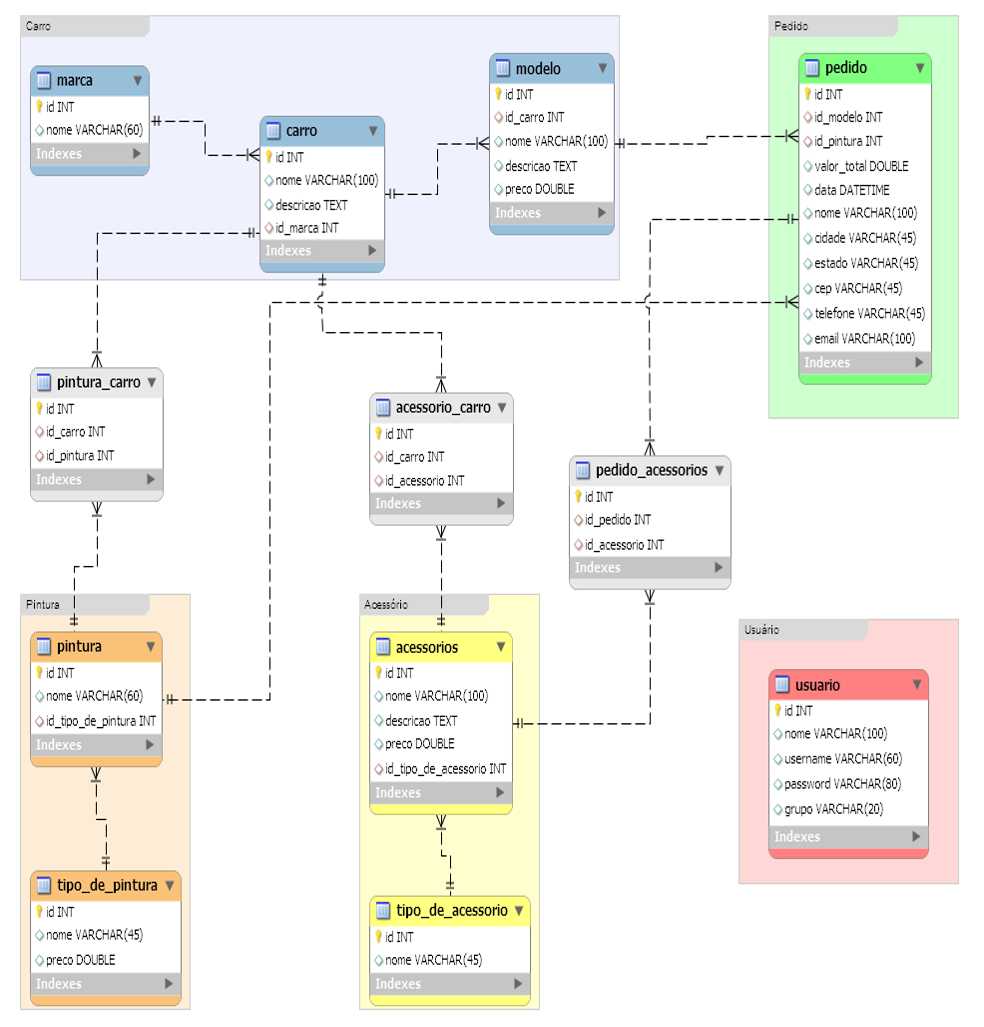 Carro
marca
id INT
nome VARCHAR(60)
Indexes
carro
id INT
nome VARCHAR(100)
descricao TEXT
id_marca INT
Indexes
modelo
id INT
id_carro INT
nome VARCHAR(100)
descricao TEXT
preco DOUBLE
Indexes
Pedido
pedido
id INT
id_modelo INT
id_pintura INT
valor_total DOUBLE
data DATETIME
nome VARCHAR(100)
cidade VARCHAR(45)
estado VARCHAR(45)
cep VARCHAR(45)
telefone VARCHAR(45)
email VARCHAR(100)
Indexes
pintura_carro
id INT
id_carro INT
id_pintura INT
Indexes
acessorio_carro
id INT
id_carro INT
id_acessorio INT
Indexes
pedido_acessorios
id INT
id_pedido INT
id_acessorio INT
Indexes
Pintura
pintura
id INT
nome VARCHAR(60)
id_tipo_de_pintura INT
Indexes
tipo_de_pintura
id INT
nome VARCHAR(45)
preco DOUBLE
Indexes
Acessório
acessorios
id INT
nome VARCHAR(100)
descricao TEXT
preco DOUBLE
id_tipo_de_acessorio INT
Indexes
tipo_de_acessorio
id INT
nome VARCHAR(45)
Indexes
Usuário
usuario
id INT
nome VARCHAR(100)
username VARCHAR(60)
password VARCHAR(80)
grupo VARCHAR(20)
Indexes